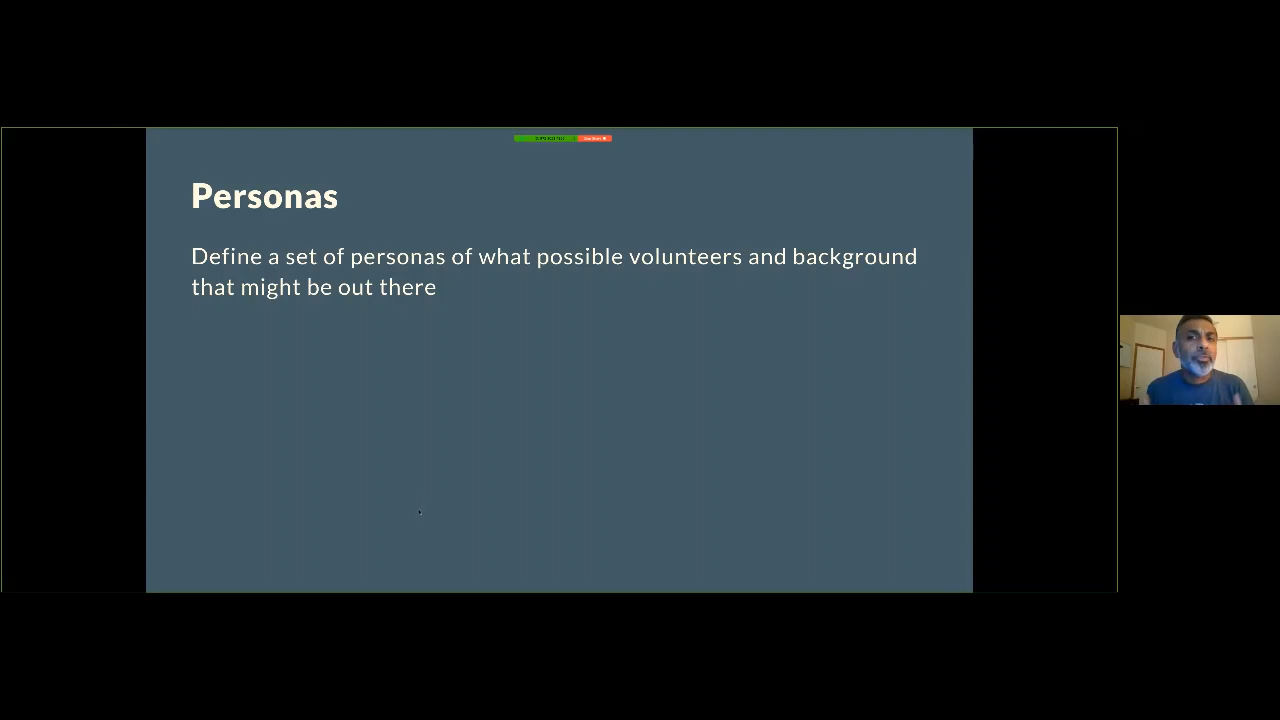 Personas
Define a set of personas of what possible volunteers and background
that might be out there